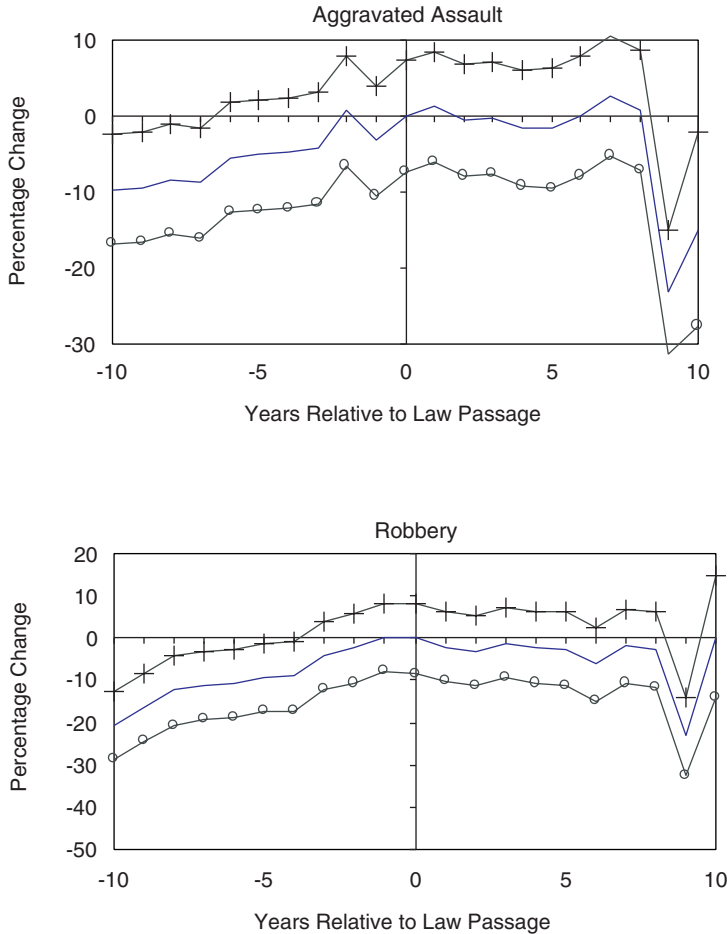 Aggravated Assault
10
0
-10
-20
-30
Percentage Change
-10 -5 0 5 10
Years Relative to Law Passage
Robbery
20
10
0
-10
-20
-30
-40
-50
Percentage Change
-10 -5 0 5 10
Years Relative to Law Passage